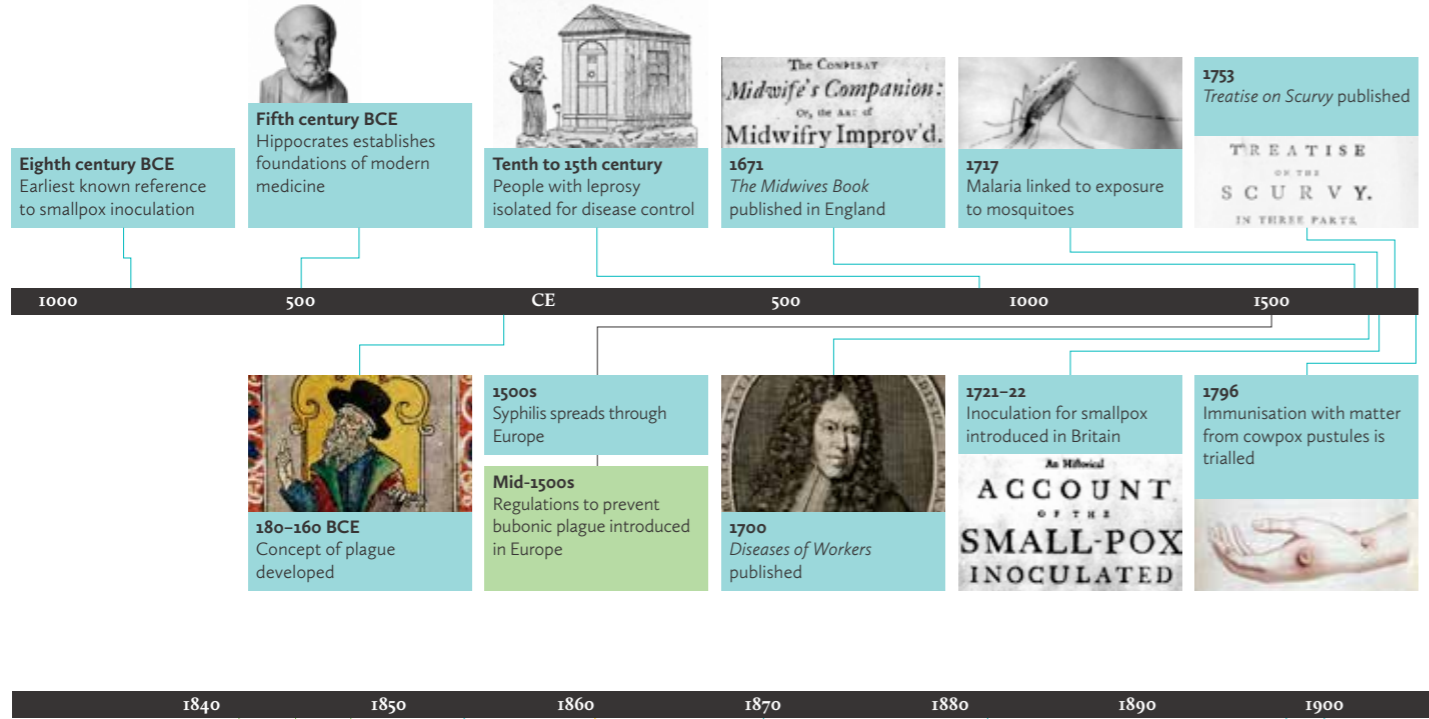 Eighth century BCE
Earliest known reference
to smallpox inoculation
Fifth century BCE
Hippocrates establishes
foundations of modern
medicine
Tenth to 15th century
People with leprosy
isolated for disease control
The COMPLEAT
Midwife's Companion:
Or, the ART of
Midwifry Improv'd.
1671
The Midwives Book
published in England
1717
Malaria linked to exposure
to mosquitoes
1753
Treatise on Scurvy published
TREATISE
ON THE
SCURVY.
IN THREE PARTS.
1000 500 CE 500 1000 1500
180–160 BCE
Concept of plague
developed
1500s
Syphilis spreads through
Europe
Mid-1500s
Regulations to prevent
bubonic plague introduced
in Europe
1700
Diseases of Workers
published
1721–22
Inoculation for smallpox
introduced in Britain
An Historical
ACCOUNT
OF THE
SMALL-POX
INOCULATED
1796
Immunisation with matter
from cowpox pustules is
trialled
1840 1850 1860 1870 1880 1890 1900